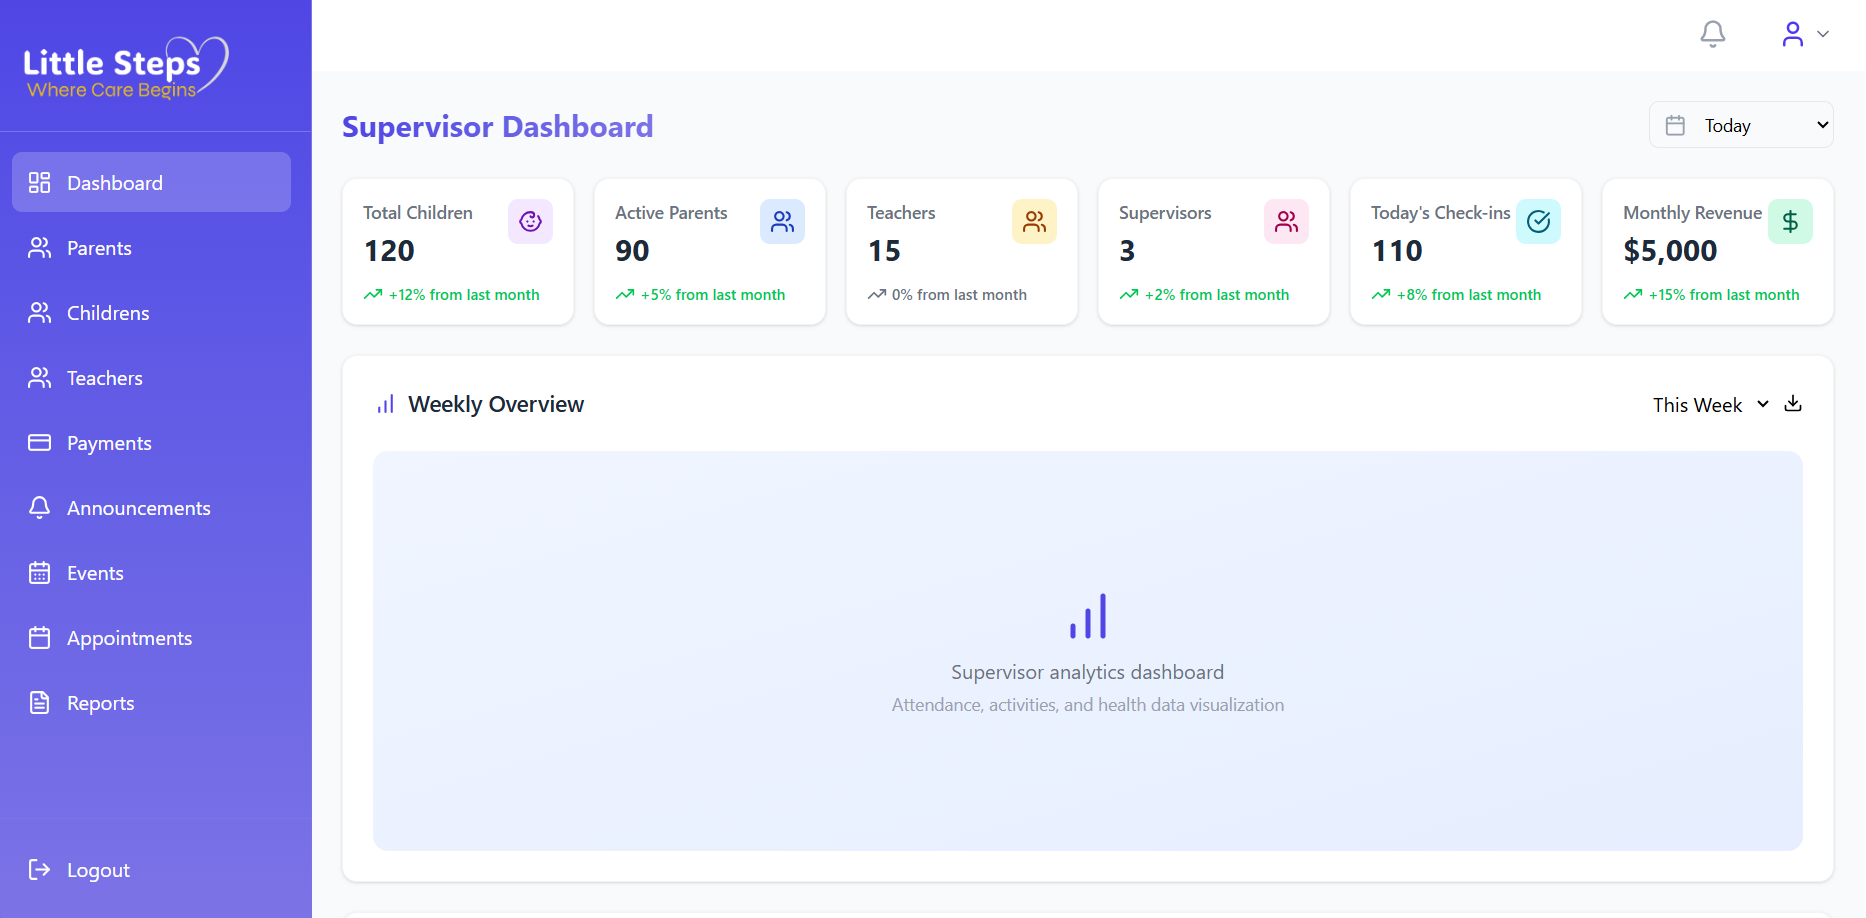 Little Steps
Where Care Begins
Dashboard
Parents
Childrens
Teachers
Payments
Announcements
Events
Appointments
Reports
Logout
Supervisor Dashboard
Today
Total Children
120
+12% from last month
Active Parents
90
+5% from last month
Teachers
15
0% from last month
Supervisors
3
+2% from last month
Today's Check-ins
110
+8% from last month
Monthly Revenue
$5,000
+15% from last month
Weekly Overview
This Week
Supervisor analytics dashboard
Attendance, activities, and health data visualization